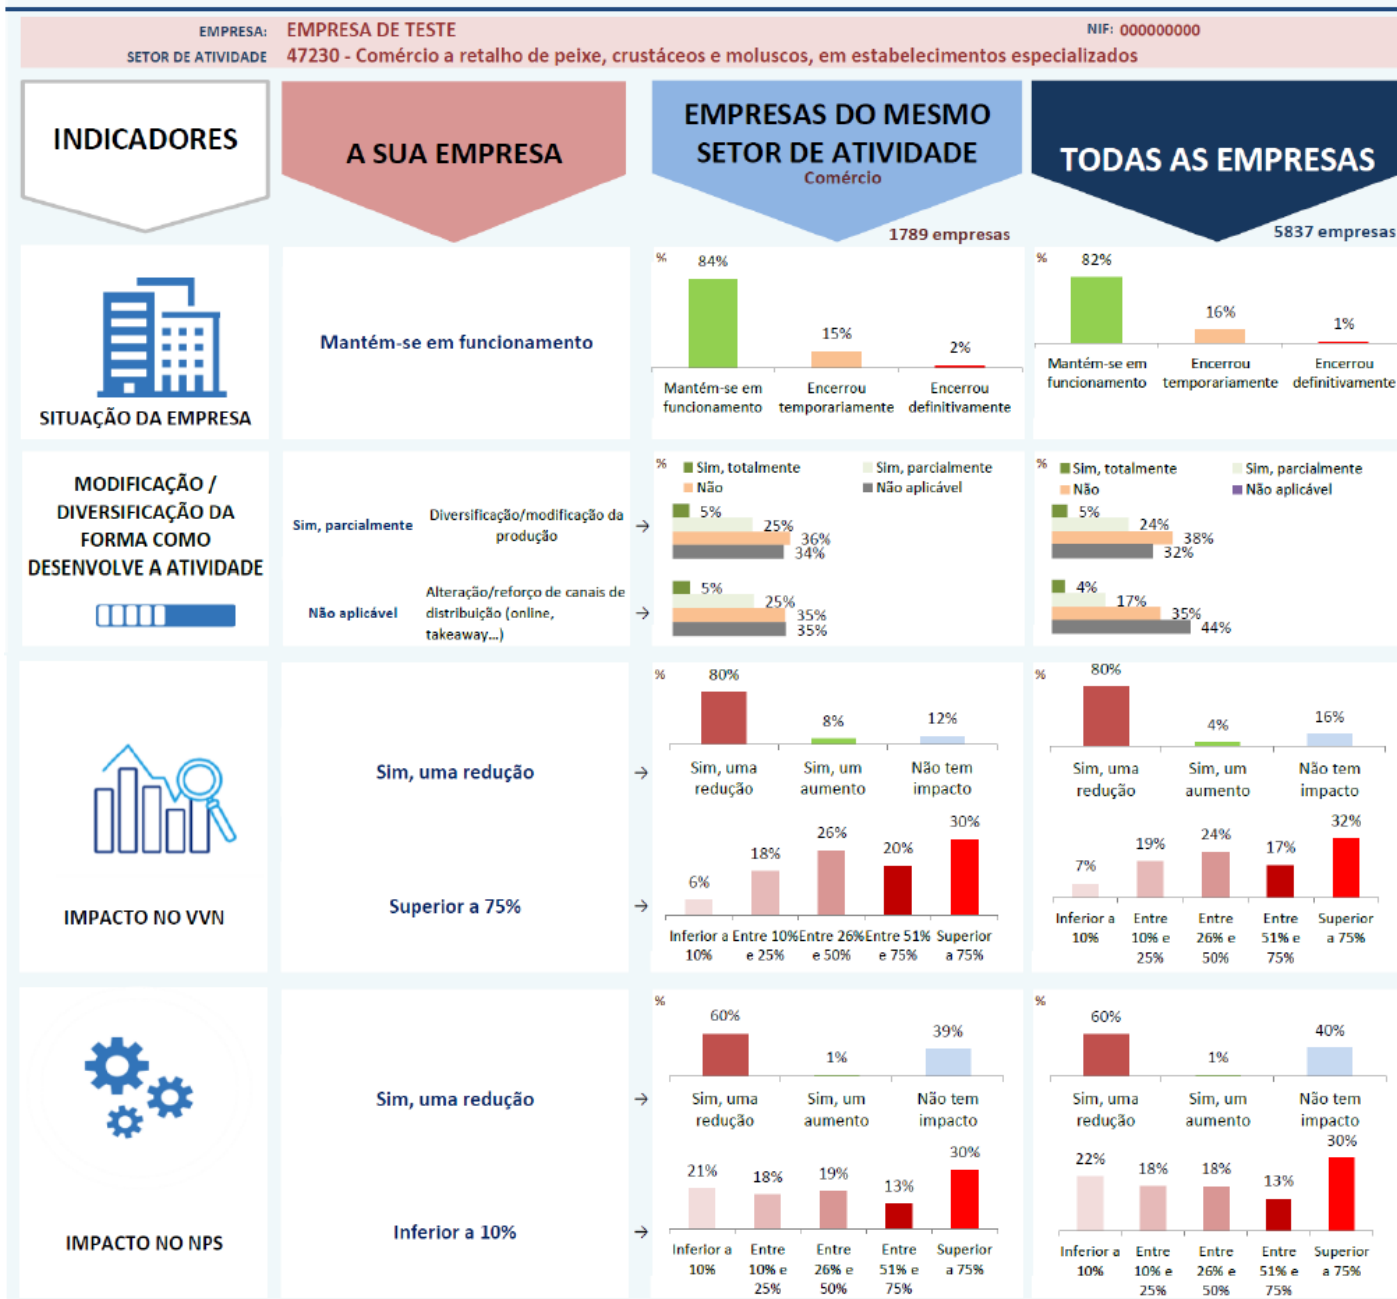 EMPRESA: EMPRESA DE TESTE NIF: 000000000
SETOR DE ATIVIDADE 47230 - Comércio a retalho de peixe, crustáceos e moluscos, em estabelecimentos especializados
INDICADORES
A SUA EMPRESA
EMPRESAS DO MESMO
SETOR DE ATIVIDADE
Comércio
1789 empresas
TODAS AS EMPRESAS
5837 empresas
SITUAÇÃO DA EMPRESA
Mantém-se em funcionamento
%
84%
15%
2%
Mantém-se em
funcionamento
Encerrou
temporariamente
Encerrou
definitivamente
%
82%
16%
1%
Mantém-se em
funcionamento
Encerrou
temporariamente
Encerrou
definitivamente
MODIFICAÇÃO /
DIVERSIFICAÇÃO DA
FORMA COMO
DESENVOLVE A ATIVIDADE
Sim, parcialmente
Diversificação/modificação da
produção
→
Não aplicável
Alteração/reforço de canais de
distribuição (online,
takeaway...)
→
%
Sim, totalmente
Sim, parcialmente
Não
Não aplicável
5%
25%
36%
34%
5%
25%
35%
35%
%
Sim, totalmente
Sim, parcialmente
Não
Não aplicável
5%
24%
38%
32%
4%
17%
35%
44%
IMPACTO NO VVN
Sim, uma redução
→
Superior a 75%
→
%
80%
8%
12%
Sim, uma
redução
Sim, um
aumento
Não tem
impacto
6%
18%
26%
20%
30%
Inferior a
10%
Entre 10%
e 25%
Entre 26%
e 50%
Entre 51%
e 75%
Superior
a 75%
%
80%
4%
16%
Sim, uma
redução
Sim, um
aumento
Não tem
impacto
7%
19%
24%
17%
32%
Inferior a
10%
Entre
10% e
25%
Entre
26% e
50%
Entre
51% e
75%
Superior
a 75%
IMPACTO NO NPS
Sim, uma redução
→
Inferior a 10%
→
%
60%
1%
39%
Sim, uma
redução
Sim, um
aumento
Não tem
impacto
21%
18%
19%
13%
30%
Inferior a
10%
Entre
10% e
25%
Entre
26% e
50%
Entre
51% e
75%
Superior
a 75%
%
60%
1%
40%
Sim, uma
redução
Sim, um
aumento
Não tem
impacto
22%
18%
18%
13%
30%
Inferior a
10%
Entre
10% e
25%
Entre
26% e
50%
Entre
51% e
75%
Superior
a 75%